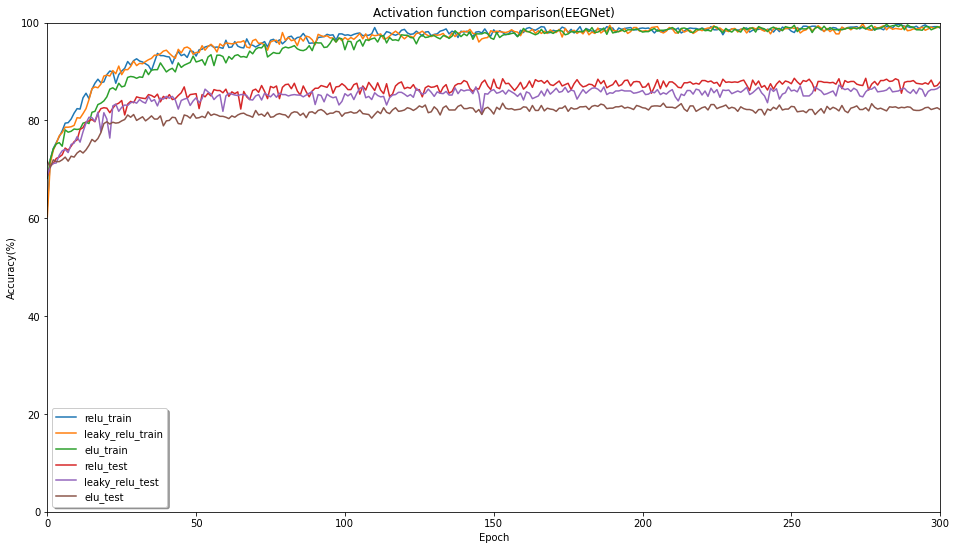 Activation function comparison(EEGNet)
100
80
60
40
20
0
Accuracy(%)
relu_train
leaky_relu_train
elu_train
relu_test
leaky_relu_test
elu_test
0 50 100 150 200 250 300
Epoch